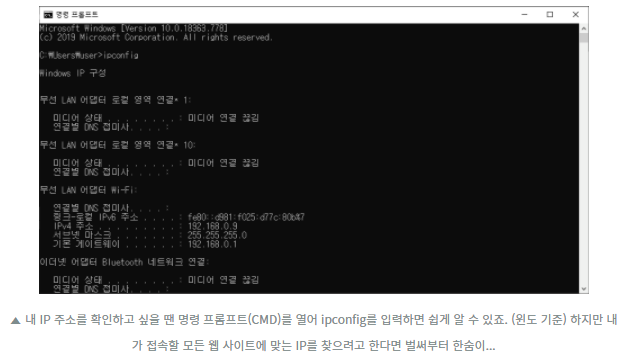 명령 프롬프트
Microsoft Windows [Version 10.0.18363.778]
(c) 2019 Microsoft Corporation. All rights reserved.
C:₩Users₩user>ipconfig
Windows IP 구성
무선 LAN 어댑터 로컬 영역 연결* 1:
미디어 상태 . . . . . . . . : 미디어 연결 끊김
연결별 DNS 접미사. . . . :
무선 LAN 어댑터 로컬 영역 연결* 10:
미디어 상태 . . . . . . . . : 미디어 연결 끊김
연결별 DNS 접미사. . . . :
무선 LAN 어댑터 Wi-Fi:
연결별 DNS 접미사. . . . :
링크-로컬 IPv6 주소 . . . . : fe80::d981:f025:d77c:80b%7
IPv4 주소 . . . . . . . . . : 192.168.0.9
서브넷 마스크 . . . . . . . : 255.255.255.0
기본 게이트웨이 . . . . . . : 192.168.0.1
이더넷 어댑터 Bluetooth 네트워크 연결:
미디어 상태 . . . . . . . . : 미디어 연결 끊김
연결별 DNS 접미사. . . . :
▲ 내 IP 주소를 확인하고 싶을 땐 명령 프롬프트(CMD)를 열어 ipconfig를 입력하면 쉽게 알 수 있죠. (윈도 기준) 하지만 내
가 접속할 모든 웹 사이트에 맞는 IP를 찾으려고 한다면 벌써부터 한숨이...